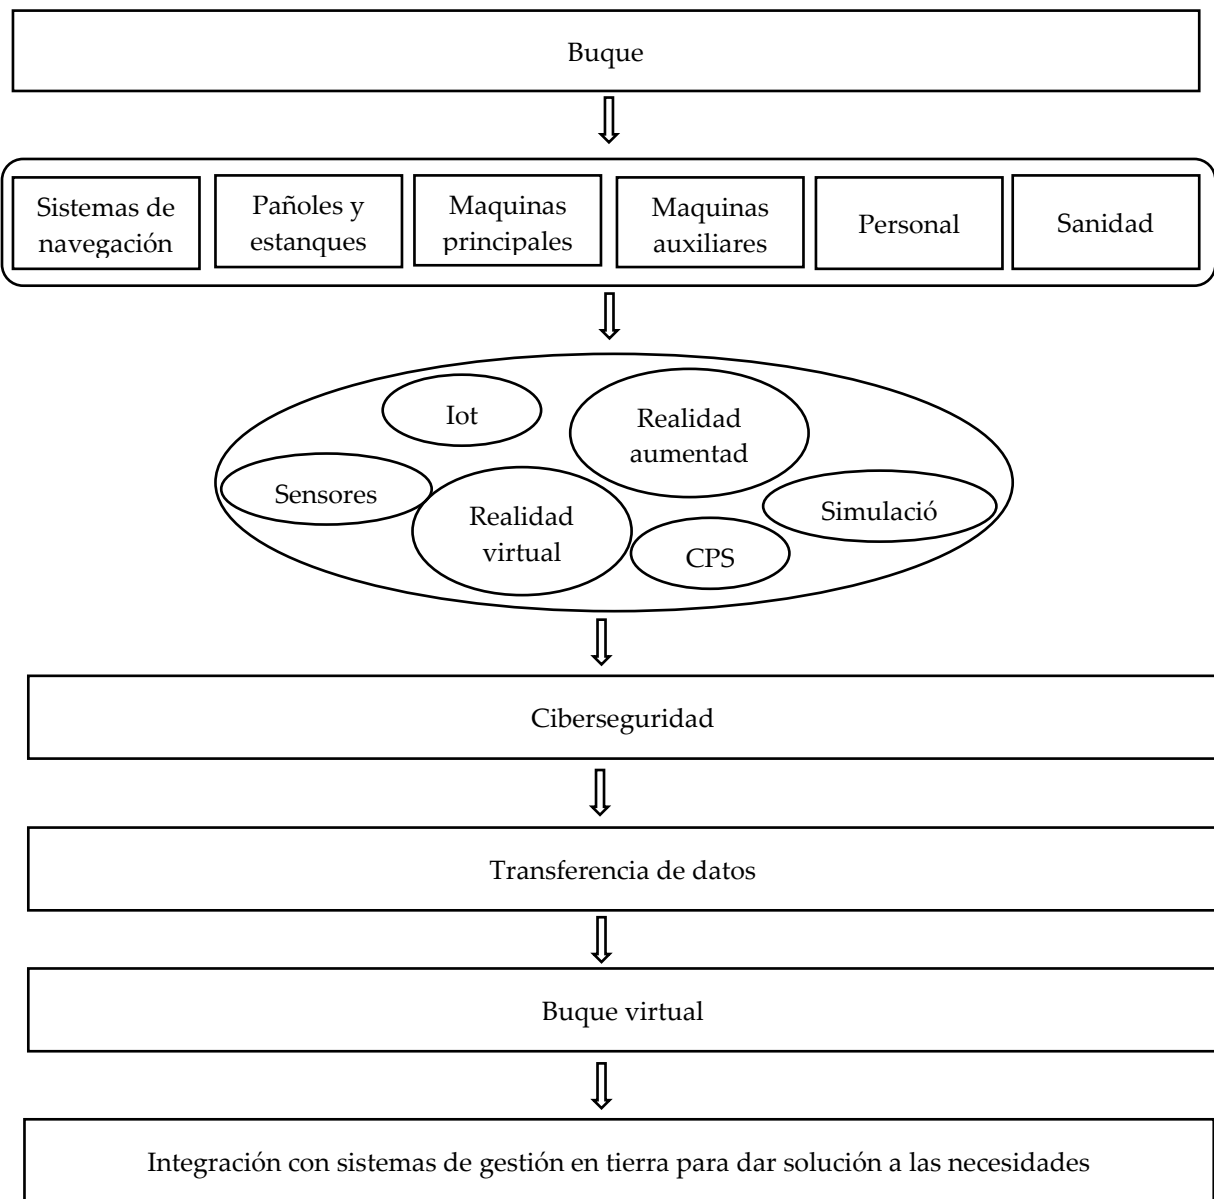 Buque
Sistemas de
navegación
Pañoles y
estanques
Maquinas
principales
Maquinas
auxiliares
Personal
Sanidad
Iot
Realidad
aumentad
Sensores
Realidad
virtual
Simulació
CPS
Ciberseguridad
Transferencia de datos
Buque virtual
Integración con sistemas de gestión en tierra para dar solución a las necesidades